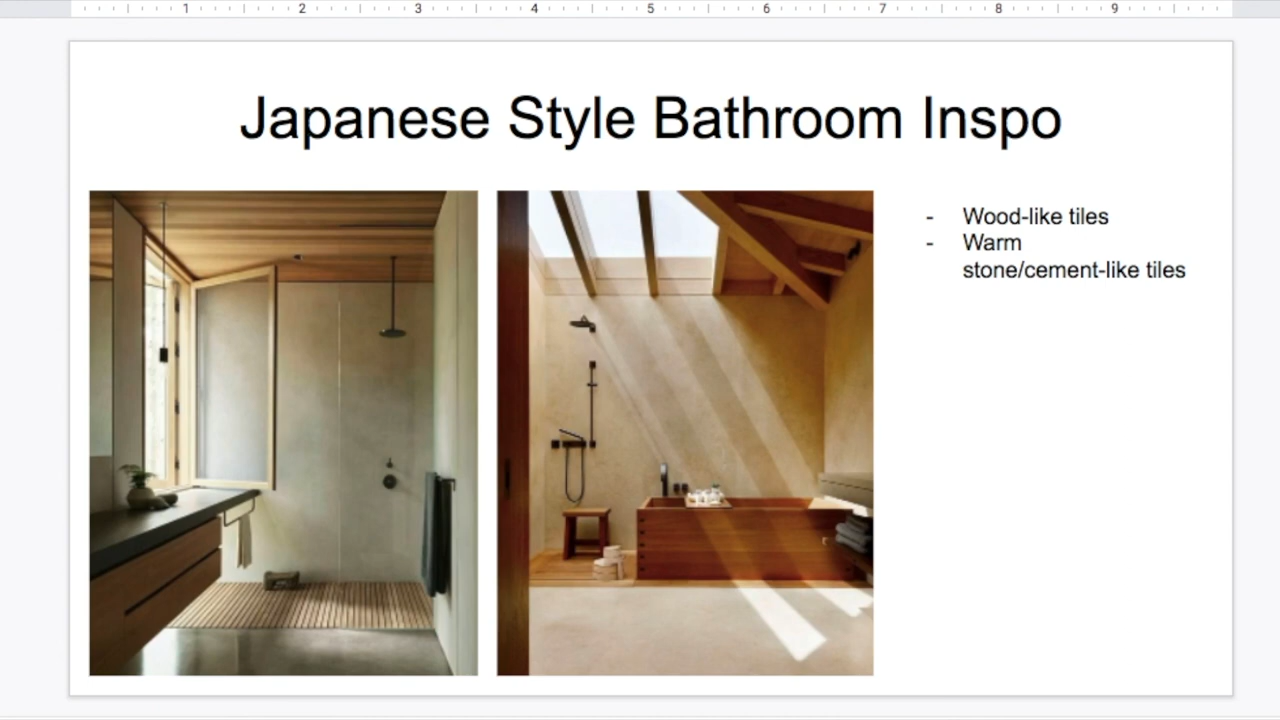 1 2 3 4 5 6 7 8 9
Japanese Style Bathroom Inspo
- Wood-like tiles
- Warm
stone/cement-like tiles